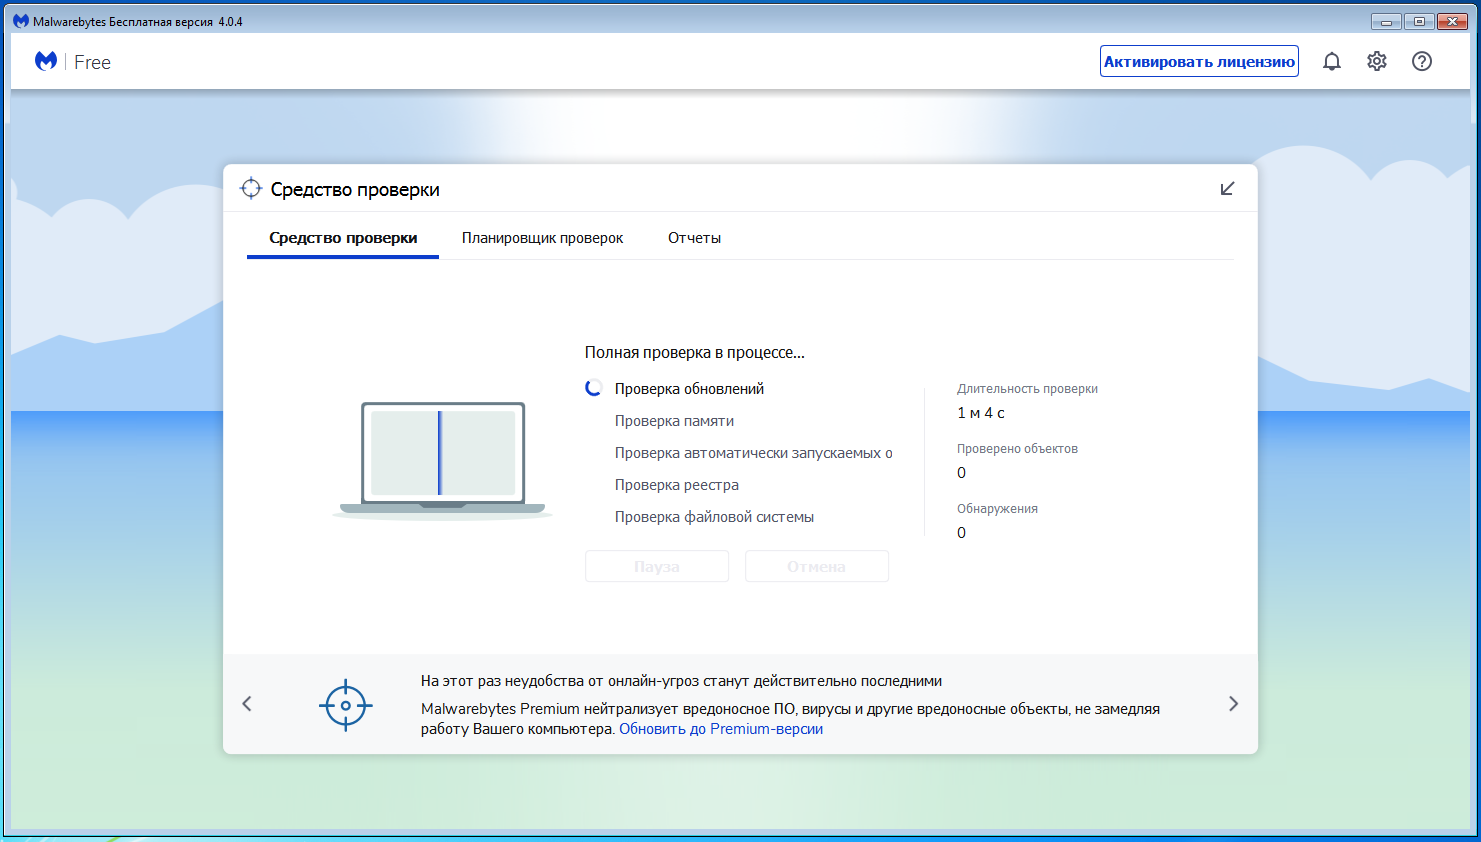 Malwarebytes Бесплатная версия 4.0.4
Free
Активировать лицензию
Средство проверки
Средство проверки
Планировщик проверок
Отчеты
Полная проверка в процессе...
Проверка обновлений
Проверка памяти
Проверка автоматически запускаемых о
Проверка реестра
Проверка файловой системы
Длительность проверки
1 м 4 с
Проверено объектов
0
Обнаружения
0
Пауза
Отмена
На этот раз неудобства от онлайн-угроз станут действительно последними
Malwarebytes Premium нейтрализует вредоносное ПО, вирусы и другие вредоносные объекты, не замедляя
работу Вашего компьютера. Обновить до Premium-версии